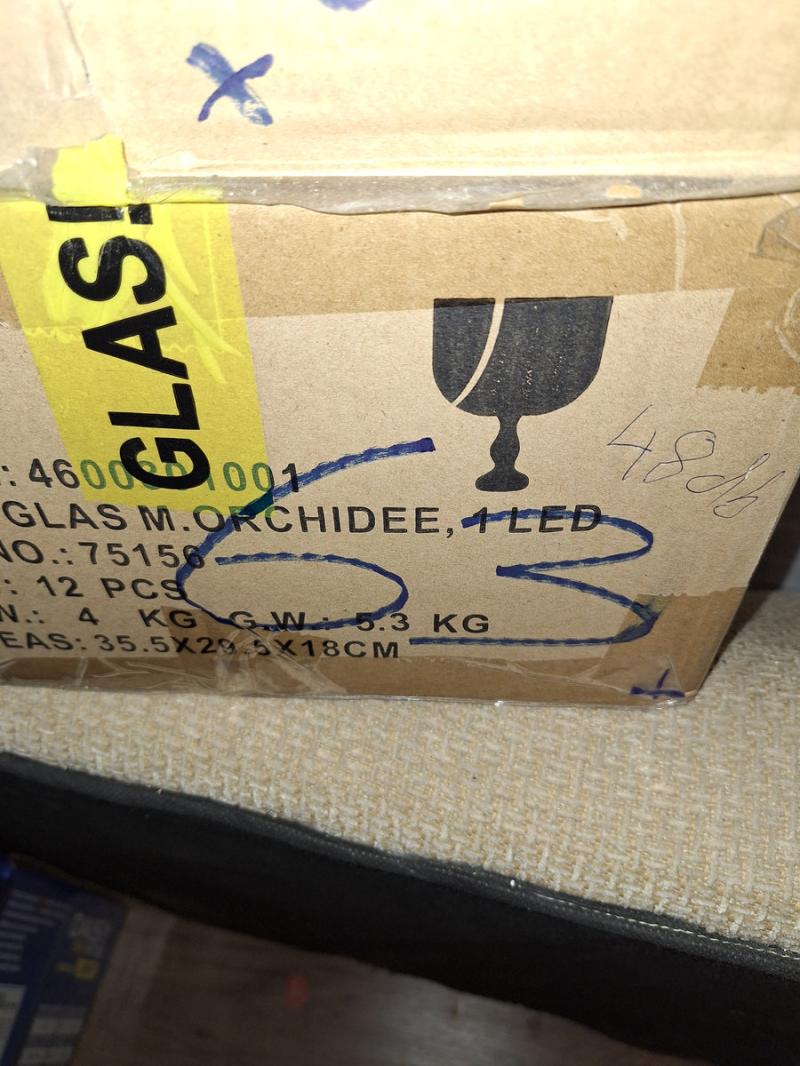 X
GLAS!
48db
: 4600801001
GLAS M.ORCHIDEE, 1 LED
NO.: 75156
: 12 PCS
N.: 4 KG G.W.: 5.3 KG
EAS: 35.5X29.5X18CM
63